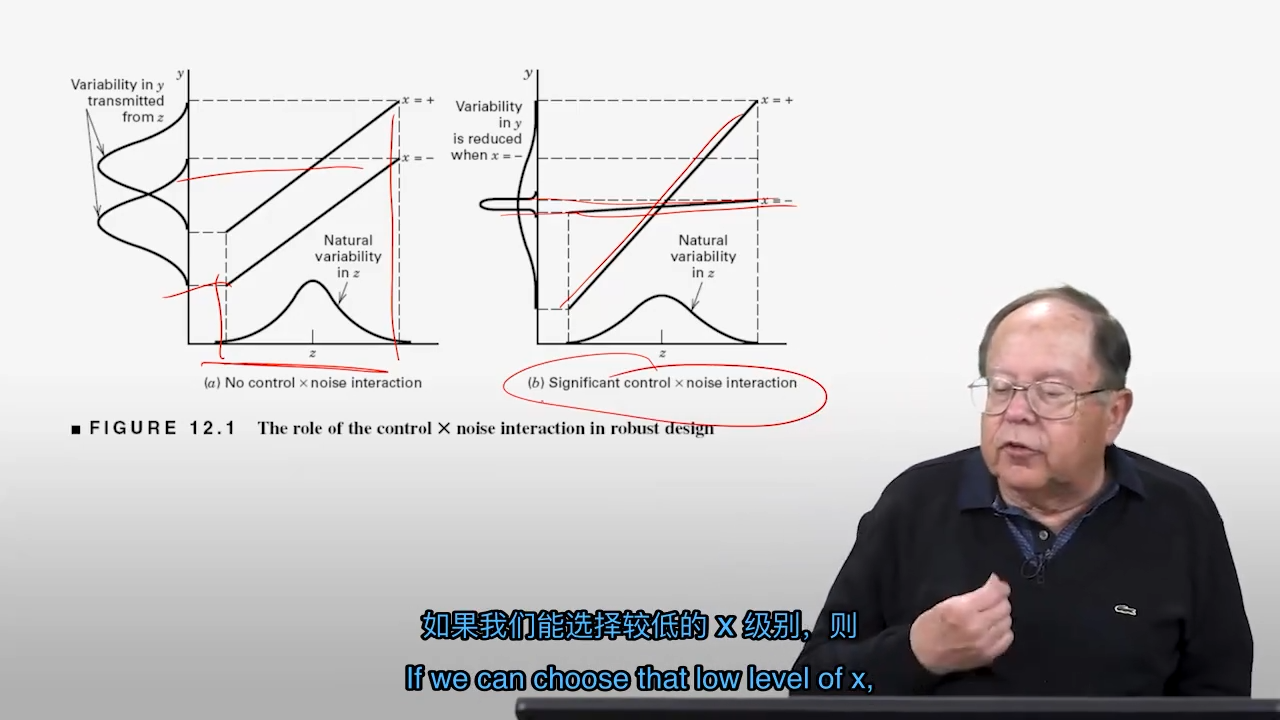 y
Variability in y
transmitted
from z
x = +
x = −
Natural
variability
in z
z
(a) No control × noise interaction
y
Variability
in y
is reduced
when x = −
x = +
x = −
Natural
variability
in z
z
(b) Significant control × noise interaction
■ FIGURE 12.1 The role of the control × noise interaction in robust design
如果我们能选择较低的 x 级别，则
If we can choose that low level of x,